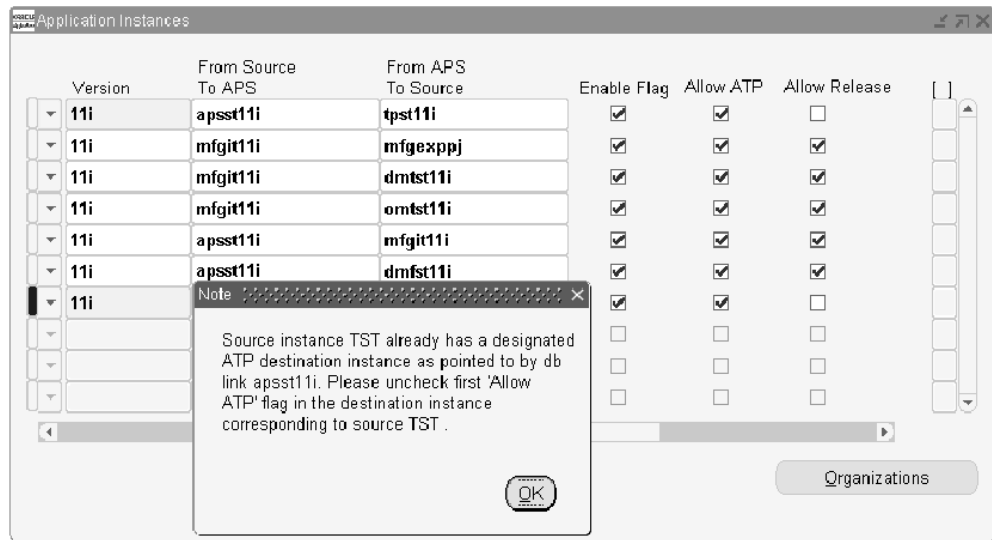 Application Instances
From Source From APS
Version To APS To Source Enable Flag Allow ATP Allow Release [ ]
11i apsst11i tpst11i
11i mfgit11i mfgexppj
11i mfgit11i dmtst11i
11i mfgit11i omtst11i
11i apsst11i mfgit11i
11i apsst11i dmfst11i
11i
Note
Source instance TST already has a designated
ATP destination instance as pointed to by db
link apsst11i. Please uncheck first 'Allow
ATP' flag in the destination instance
corresponding to source TST .
OK
Organizations